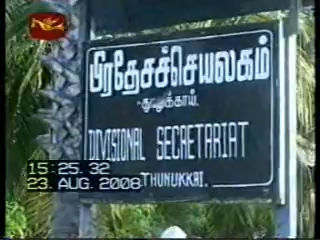 பிரதேசச்செயலகம்
துணுக்காய்.
DIVISIONAL SECRETARIAT
THUNUKKAI.
15:25.32
23. AUG. 2008